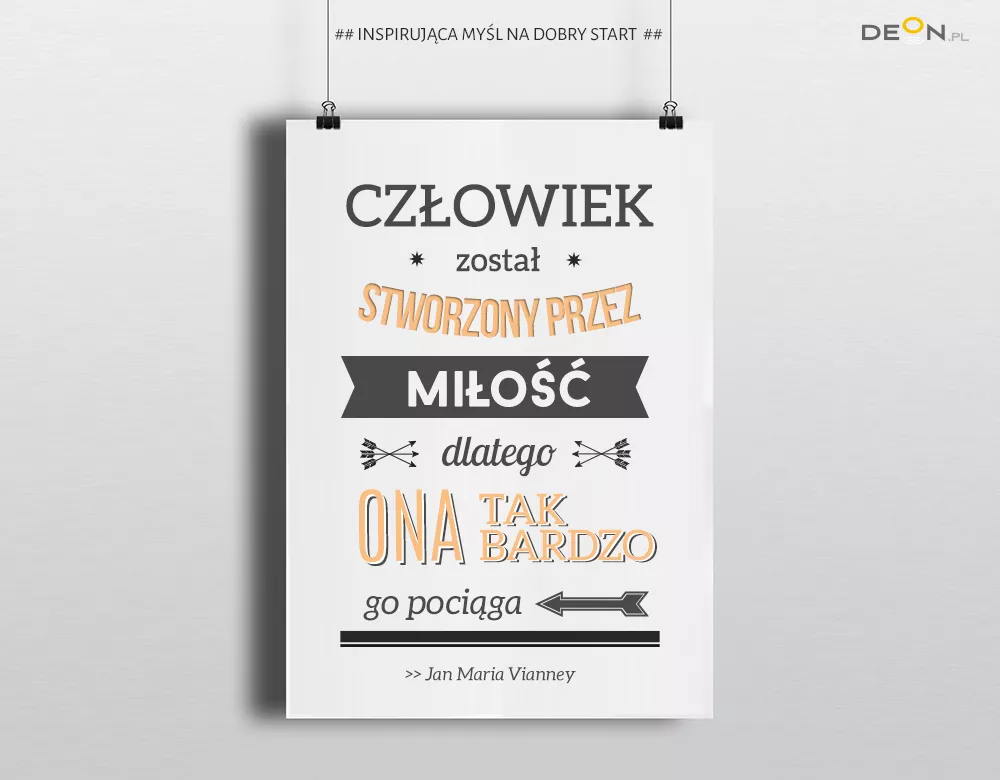 ## INSPIRUJĄCA MYŚL NA DOBRY START ##
DEON.PL
CZŁOWIEK
został
STWORZONY PRZEZ
MIŁOŚĆ
dlatego
ONA TAK BARDZO
go pociąga
>> Jan Maria Vianney